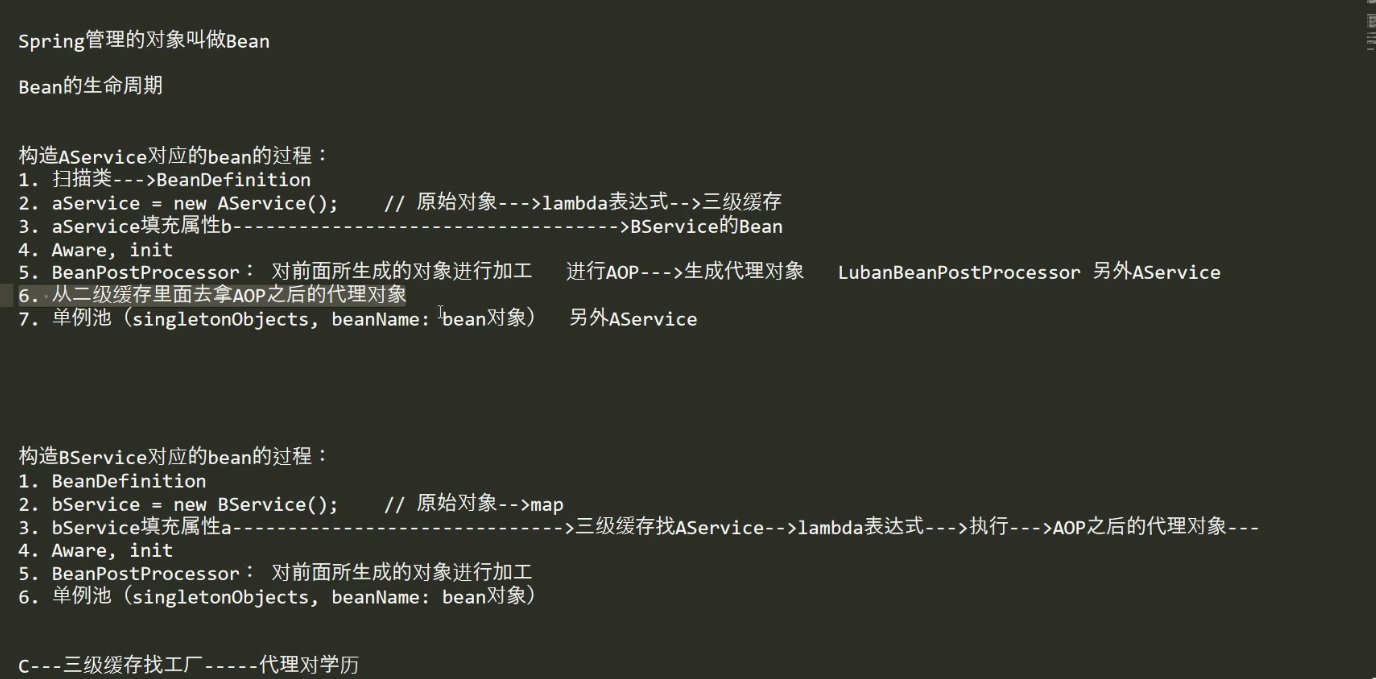 Spring管理的对象叫做Bean
Bean的生命周期
构造AService对应的bean的过程：
1. 扫描类--->BeanDefinition
2. aService = new AService();    // 原始对象--->lambda表达式-->三级缓存
3. aService填充属性b----------------------------------->BService的Bean
4. Aware, init
5. BeanPostProcessor： 对前面所生成的对象进行加工   进行AOP--->生成代理对象   LubanBeanPostProcessor 另外AService
6. 从二级缓存里面去拿AOP之后的代理对象
7. 单例池（singletonObjects, beanName: bean对象）   另外AService
构造BService对应的bean的过程：
1. BeanDefinition
2. bService = new BService();    // 原始对象-->map
3. bService填充属性a------------------------------>三级缓存找AService-->lambda表达式--->执行--->AOP之后的代理对象---
4. Aware, init
5. BeanPostProcessor： 对前面所生成的对象进行加工
6. 单例池（singletonObjects, beanName: bean对象）
C---三级缓存找工厂-----代理对学历